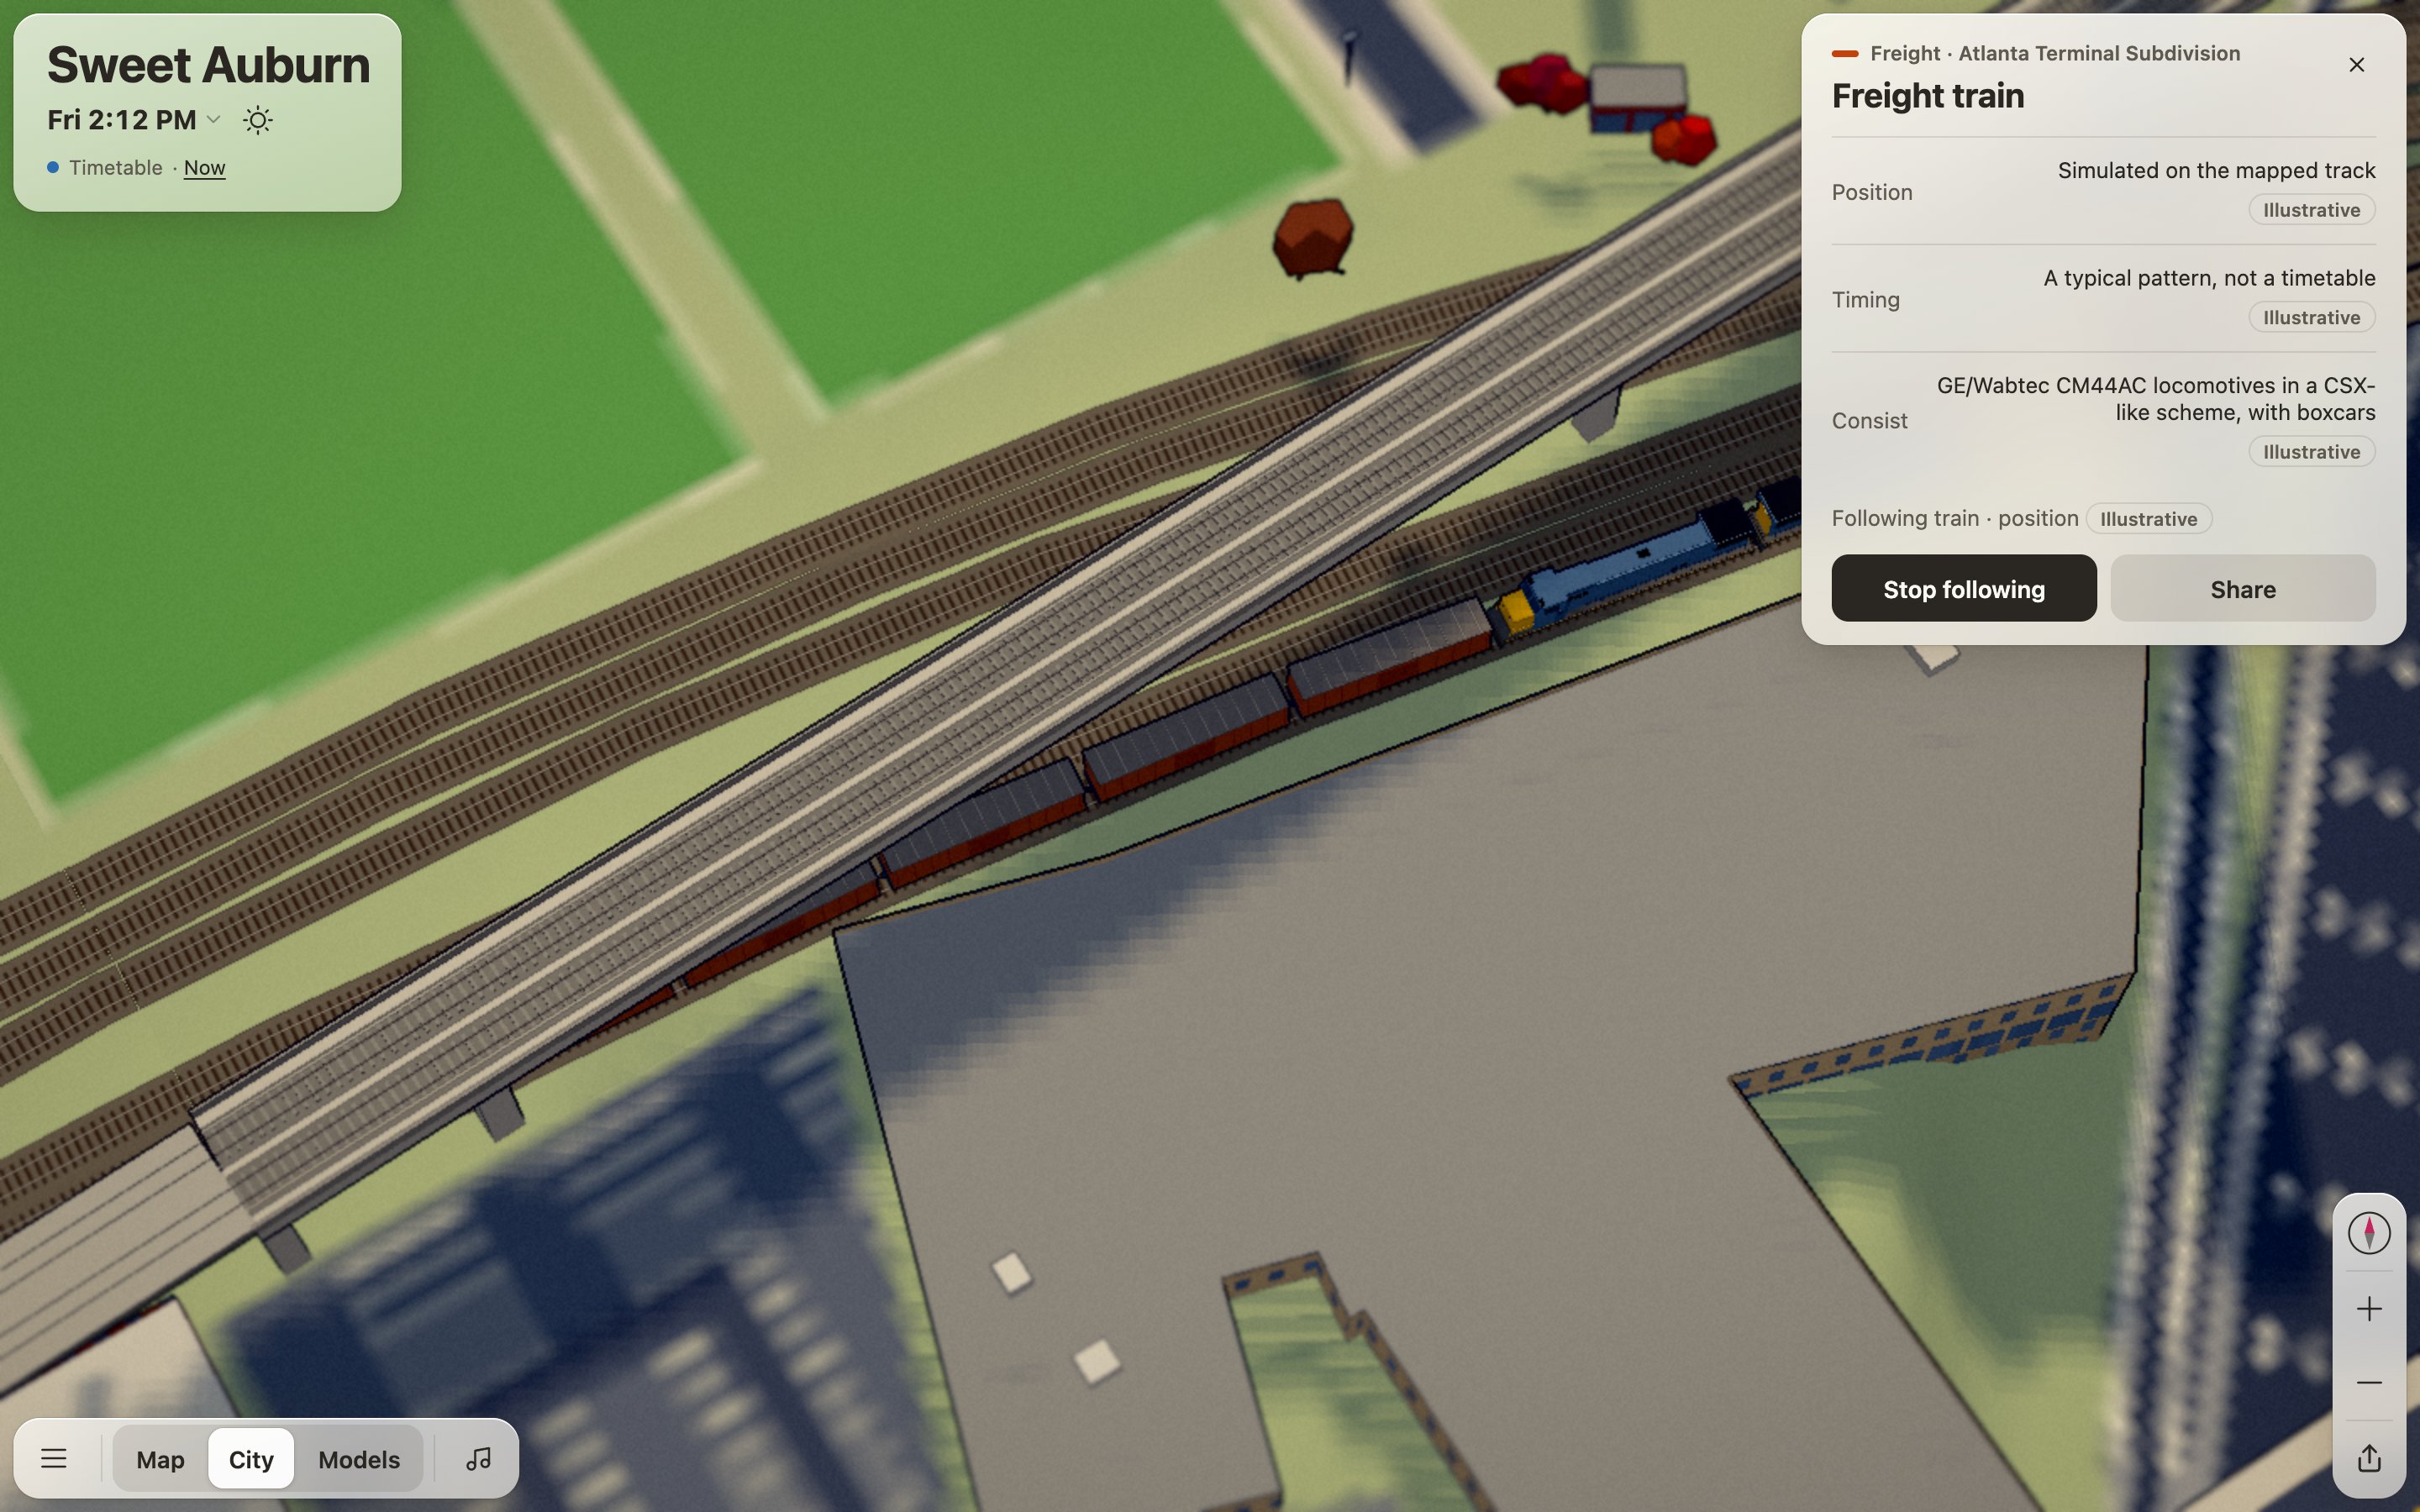 Sweet Auburn
Fri 2:12 PM
Timetable · Now
Freight · Atlanta Terminal Subdivision
Freight train
Position
Simulated on the mapped track
Illustrative
Timing
A typical pattern, not a timetable
Illustrative
Consist
GE/Wabtec CM44AC locomotives in a CSX-
like scheme, with boxcars
Illustrative
Following train · position Illustrative
Stop following
Share
Map
City
Models